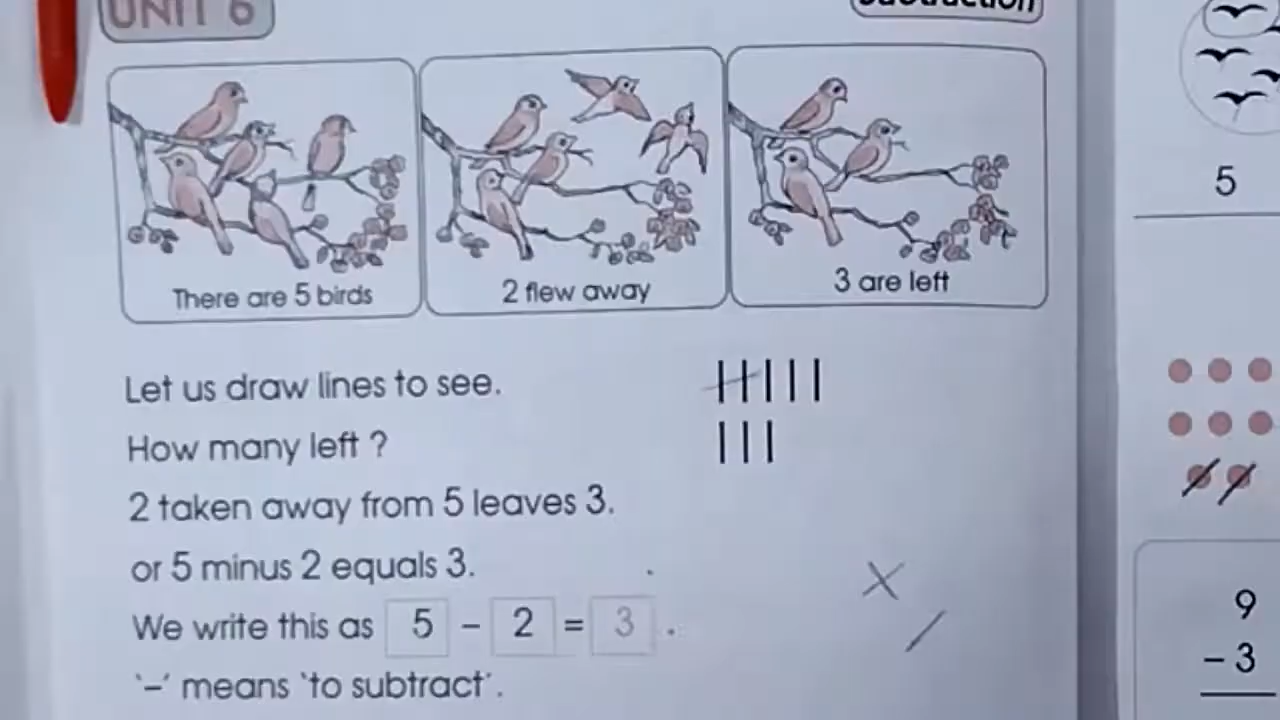 UNIT 6
Subtraction
There are 5 birds
2 flew away
3 are left
Let us draw lines to see.
How many left ?
2 taken away from 5 leaves 3.
or 5 minus 2 equals 3.
We write this as 5 – 2 = 3 .
‘–’ means ‘to subtract’.
5
9
– 3